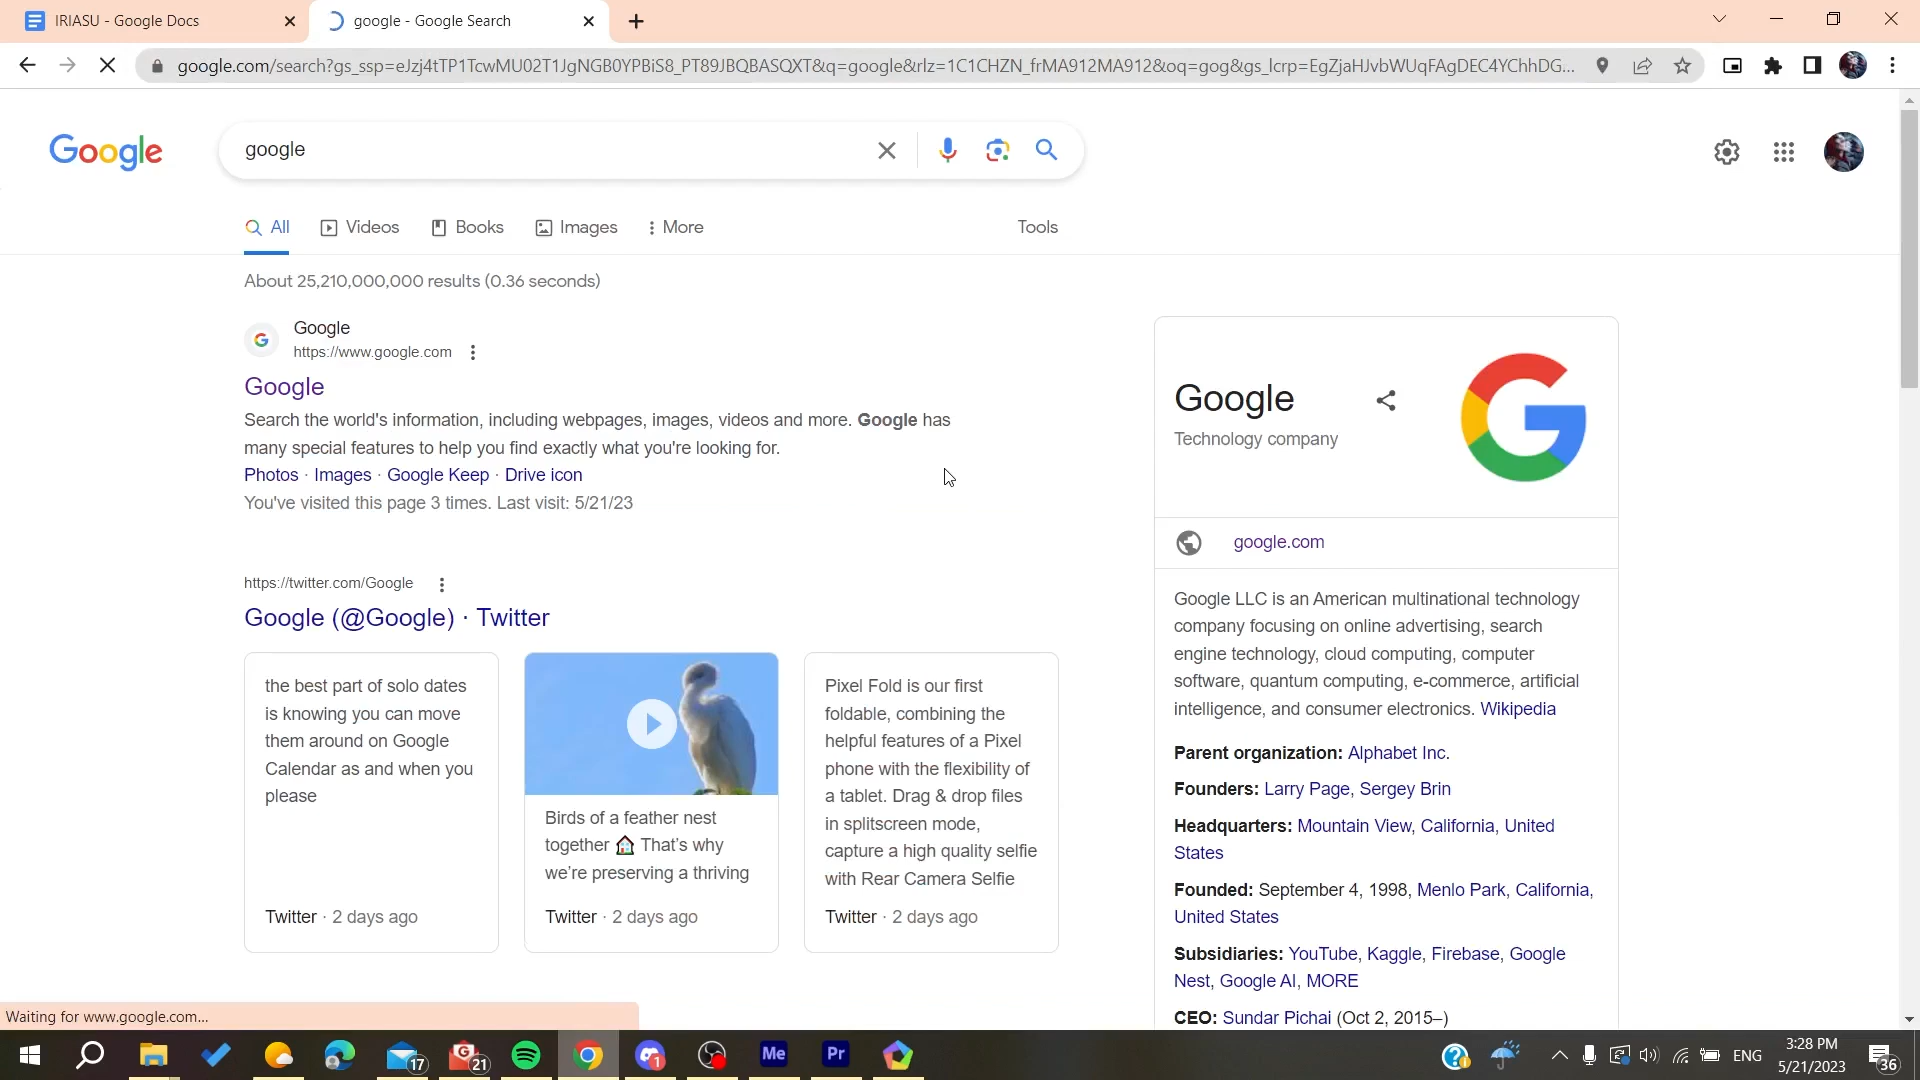 IRIASU - Google Docs
google - Google Search
google.com/search?gs_ssp=eJzj4tTP1TcwMU02T1JgNGB0YPBiS8_PT89JBQBASQXT&q=google&rlz=1C1CHZN_frMA912MA912&oq=gog&gs_lcrp=EgZjaHJvbWUqFAgDEC4YChhDG...
Google
google
All
Videos
Books
Images
More
Tools
About 25,210,000,000 results (0.36 seconds)
Google
https://www.google.com
Google
Search the world's information, including webpages, images, videos and more. Google has
many special features to help you find exactly what you're looking for.
Photos · Images · Google Keep · Drive icon
You've visited this page 3 times. Last visit: 5/21/23
https://twitter.com/Google
Google (@Google) · Twitter
the best part of solo dates
is knowing you can move
them around on Google
Calendar as and when you
please
Twitter · 2 days ago
Birds of a feather nest
together 🏠 That's why
we're preserving a thriving
Twitter · 2 days ago
Pixel Fold is our first
foldable, combining the
helpful features of a Pixel
phone with the flexibility of
a tablet. Drag & drop files
in splitscreen mode,
capture a high quality selfie
with Rear Camera Selfie
Twitter · 2 days ago
Google
Technology company
google.com
Google LLC is an American multinational technology
company focusing on online advertising, search
engine technology, cloud computing, computer
software, quantum computing, e-commerce, artificial
intelligence, and consumer electronics. Wikipedia
Parent organization: Alphabet Inc.
Founders: Larry Page, Sergey Brin
Headquarters: Mountain View, California, United
States
Founded: September 4, 1998, Menlo Park, California,
United States
Subsidiaries: YouTube, Kaggle, Firebase, Google
Nest, Google AI, MORE
CEO: Sundar Pichai (Oct 2, 2015–)
Waiting for www.google.com...
17
21
1
Me
Pr
ENG
3:28 PM
5/21/2023
36